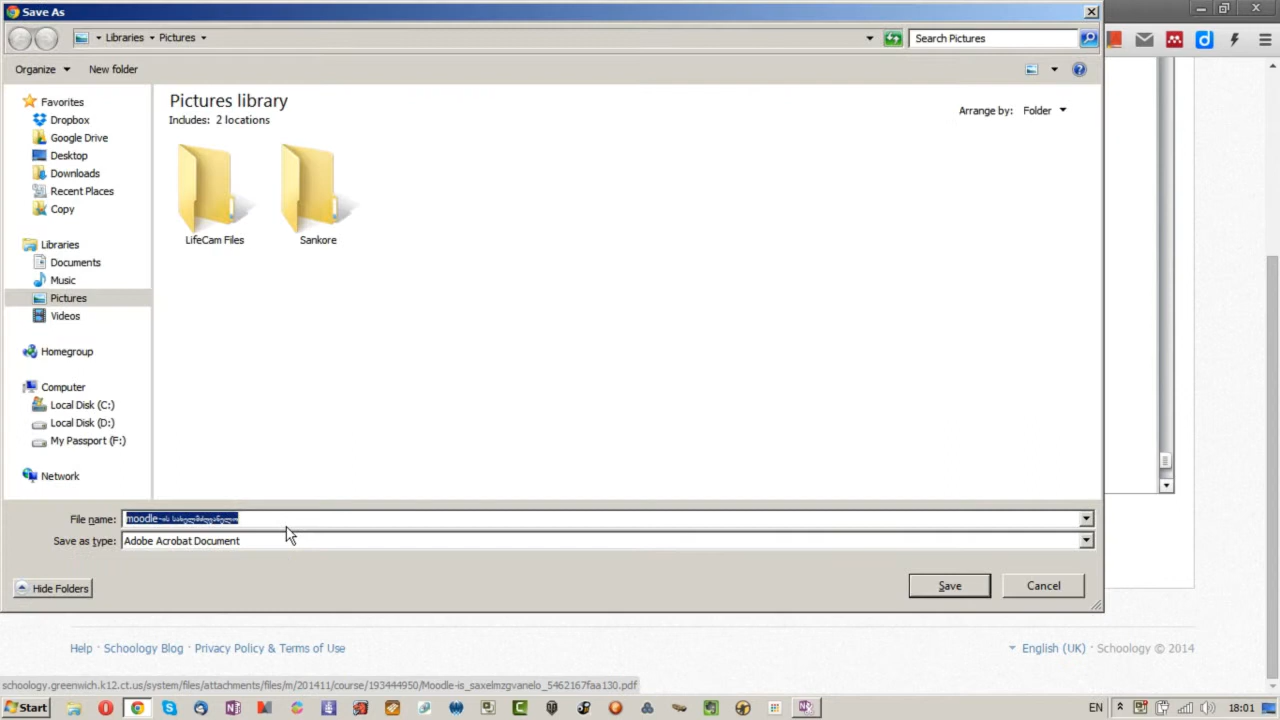 Save As
Libraries
Pictures
Search Pictures
Organize
New folder
Favorites
Dropbox
Google Drive
Desktop
Downloads
Recent Places
Copy
Libraries
Documents
Music
Pictures
Videos
Homegroup
Computer
Local Disk (C:)
Local Disk (D:)
My Passport (F:)
Network
Pictures library
Includes: 2 locations
Arrange by: Folder
LifeCam Files
Sankore
File name: moodle-ის სახელმძღვანელო
Save as type: Adobe Acrobat Document
Hide Folders
Save
Cancel
Help · Schoology Blog · Privacy Policy & Terms of Use
English (UK) · Schoology © 2014
schoology.greenwich.k12.ct.us/system/files/attachments/files/m/201411/course/193444950/Moodle-is_saxelmzgvanelo_5462167faa130.pdf
Start
EN
18:01